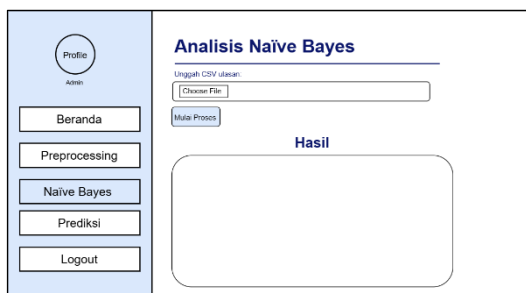 Profile
Admin
Beranda
Preprocessing
Naïve Bayes
Prediksi
Logout
Analisis Naïve Bayes
Unggah CSV ulasan:
Choose File
Mulai Proses
Hasil